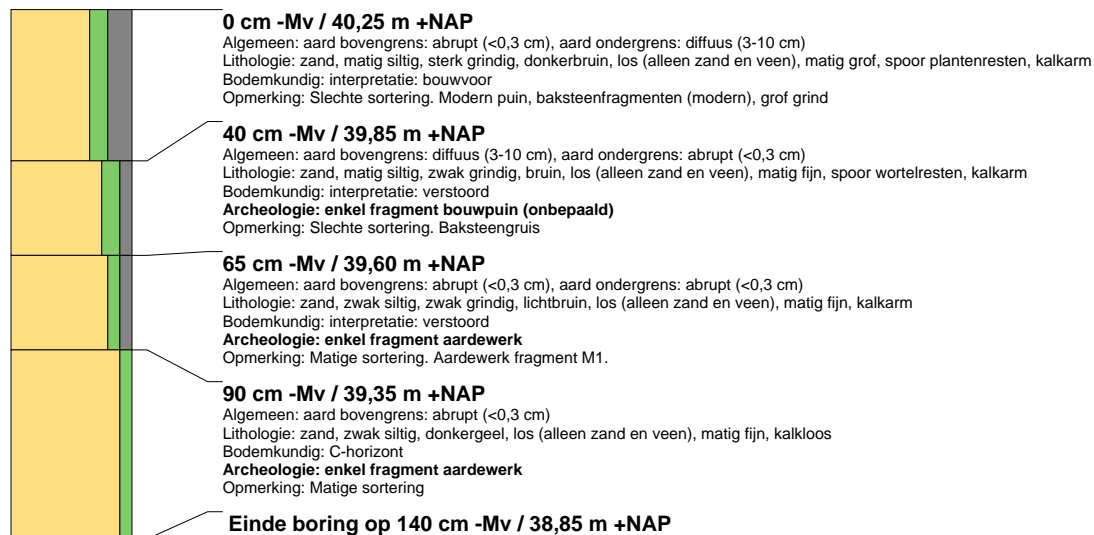 0 cm -Mv / 40,25 m +NAP
Algemeen: aard bovengrens: abrupt (<0,3 cm), aard ondergrens: diffuus (3-10 cm)
Lithologie: zand, matig siltig, sterk grindig, donkerbruin, los (alleen zand en veen), matig grof, spoor plantenresten, kalkarm
Bodemkundig: interpretatie: bouwvoor
Opmerking: Slechte sortering. Modern puin, baksteenfragmenten (modern), grof grind
40 cm -Mv / 39,85 m +NAP
Algemeen: aard bovengrens: diffuus (3-10 cm), aard ondergrens: abrupt (<0,3 cm)
Lithologie: zand, matig siltig, zwak grindig, bruin, los (alleen zand en veen), matig fijn, spoor wortelresten, kalkarm
Bodemkundig: interpretatie: verstoord
Archeologie: enkel fragment bouwpuin (onbepaald)
Opmerking: Slechte sortering. Baksteengruis
65 cm -Mv / 39,60 m +NAP
Algemeen: aard bovengrens: abrupt (<0,3 cm), aard ondergrens: abrupt (<0,3 cm)
Lithologie: zand, zwak siltig, zwak grindig, lichtbruin, los (alleen zand en veen), matig fijn, kalkarm
Bodemkundig: interpretatie: verstoord
Archeologie: enkel fragment aardewerk
Opmerking: Matige sortering. Aardewerk fragment M1.
90 cm -Mv / 39,35 m +NAP
Algemeen: aard bovengrens: abrupt (<0,3 cm)
Lithologie: zand, zwak siltig, donkergeel, los (alleen zand en veen), matig fijn, kalkloos
Bodemkundig: C-horizont
Archeologie: enkel fragment aardewerk
Opmerking: Matige sortering
Einde boring op 140 cm -Mv / 38,85 m +NAP